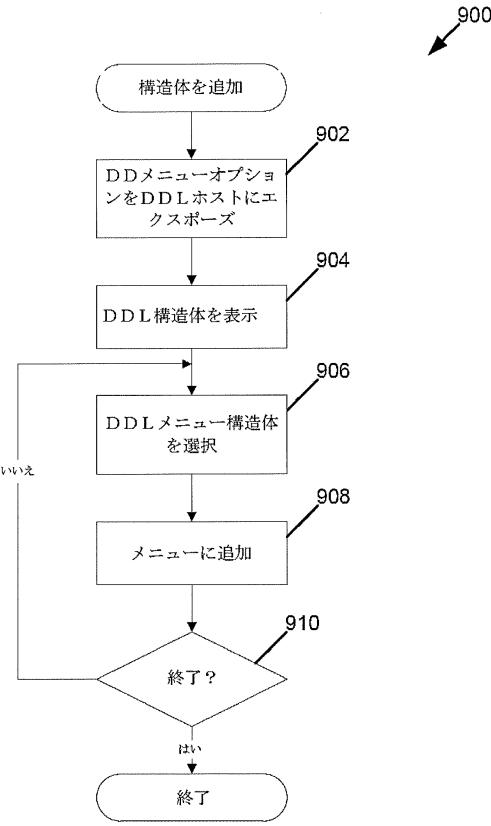 900
構造体を追加
902
ＤＤメニューオプション
をＤＤＬホストにエ
クスポーズ
904
ＤＤＬ構造体を表示
906
ＤＤＬメニュー構造体
を選択
いいえ
908
メニューに追加
910
終了？
はい
終了